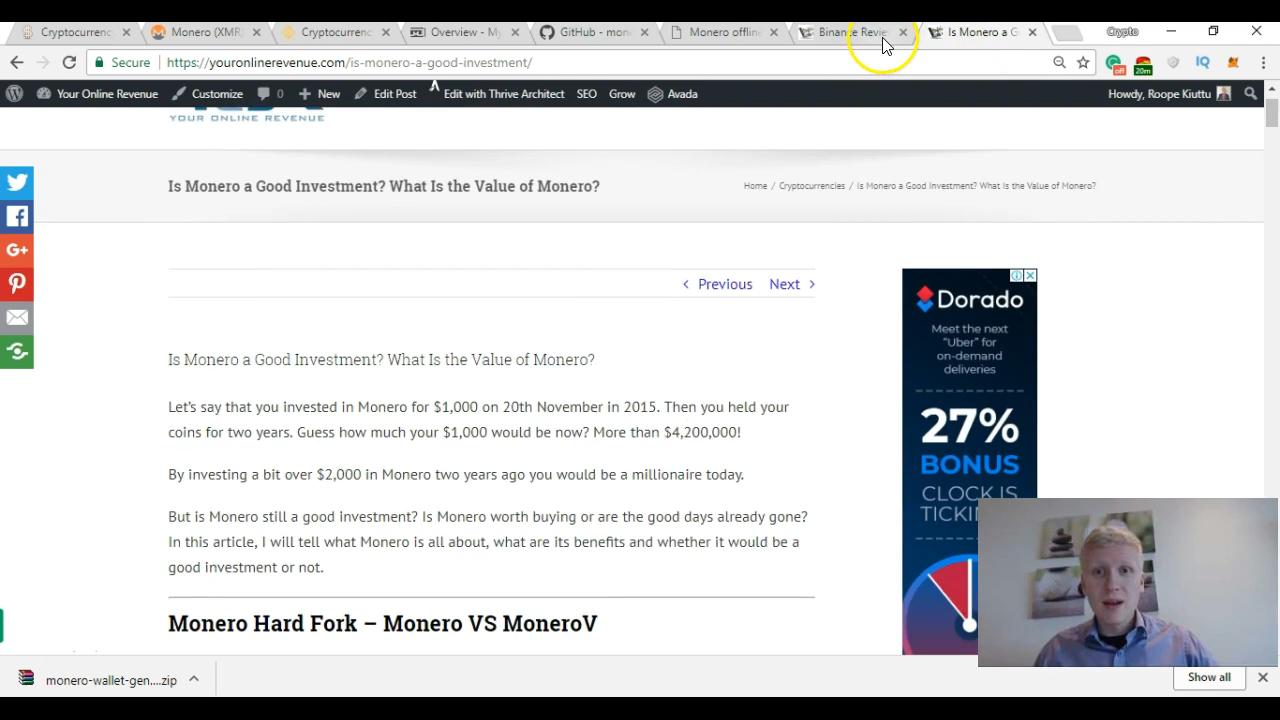 Cryptocurrenc
Monero (XMR)
Cryptocurrenc
Overview - My
GitHub - mone
Monero offline
Binance Revie
Is Monero a G
Crypto
Secure
https://youronlinerevenue.com/is-monero-a-good-investment/
off
20m
IQ
Your Online Revenue
Customize
0
New
Edit Post
Edit with Thrive Architect
SEO
Grow
Avada
Howdy, Roope Kiuttu
YOUR ONLINE REVENUE
Is Monero a Good Investment? What Is the Value of Monero?
Home / Cryptocurrencies / Is Monero a Good Investment? What Is the Value of Monero?
G+
Previous Next
Is Monero a Good Investment? What Is the Value of Monero?
Let's say that you invested in Monero for $1,000 on 20th November in 2015. Then you held your
coins for two years. Guess how much your $1,000 would be now? More than $4,200,000!
By investing a bit over $2,000 in Monero two years ago you would be a millionaire today.
But is Monero still a good investment? Is Monero worth buying or are the good days already gone?
In this article, I will tell what Monero is all about, what are its benefits and whether it would be a
good investment or not.
Monero Hard Fork – Monero VS MoneroV
Dorado
Meet the next
"Uber" for
on-demand
deliveries
27%
BONUS
CLOCK IS
TICKIN
monero-wallet-gen....zip
Show all